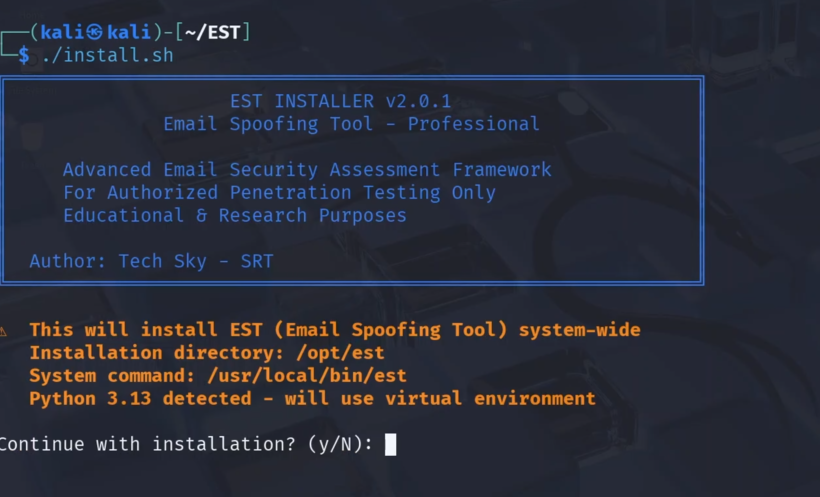 (kali㉿kali)-[~/EST]
$ ./install.sh
EST INSTALLER v2.0.1
Email Spoofing Tool - Professional
Advanced Email Security Assessment Framework
For Authorized Penetration Testing Only
Educational & Research Purposes
Author: Tech Sky - SRT
⚠ This will install EST (Email Spoofing Tool) system-wide
Installation directory: /opt/est
System command: /usr/local/bin/est
Python 3.13 detected - will use virtual environment
Continue with installation? (y/N):